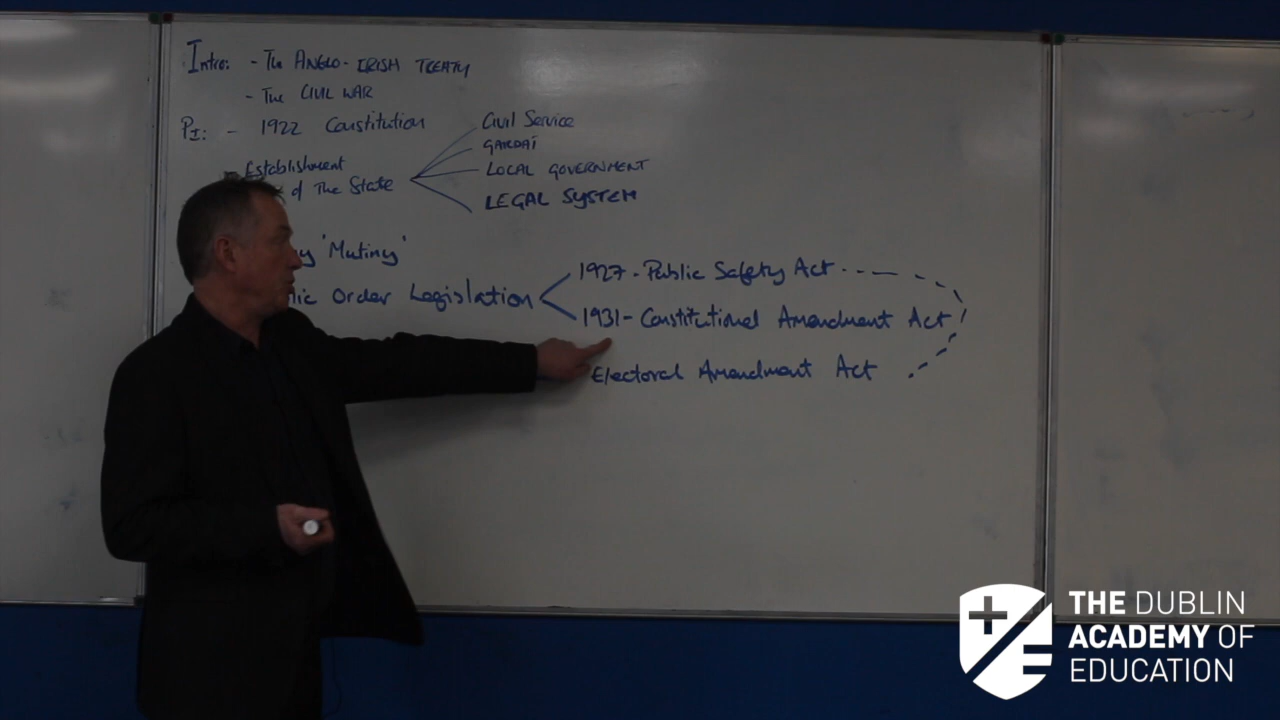 Intro: - The ANGLO-IRISH TREATY
- The CIVIL WAR
PI: - 1922 Constitution
Establishment
of The State
Civil Service
GARDAÍ
LOCAL GOVERNMENT
LEGAL SYSTEM
'Mutiny'
Order Legislation
1927 - Public Safety Act
1931 - Constitutional Amendment Act
Electoral Amendment Act
THE DUBLIN
ACADEMY OF
EDUCATION